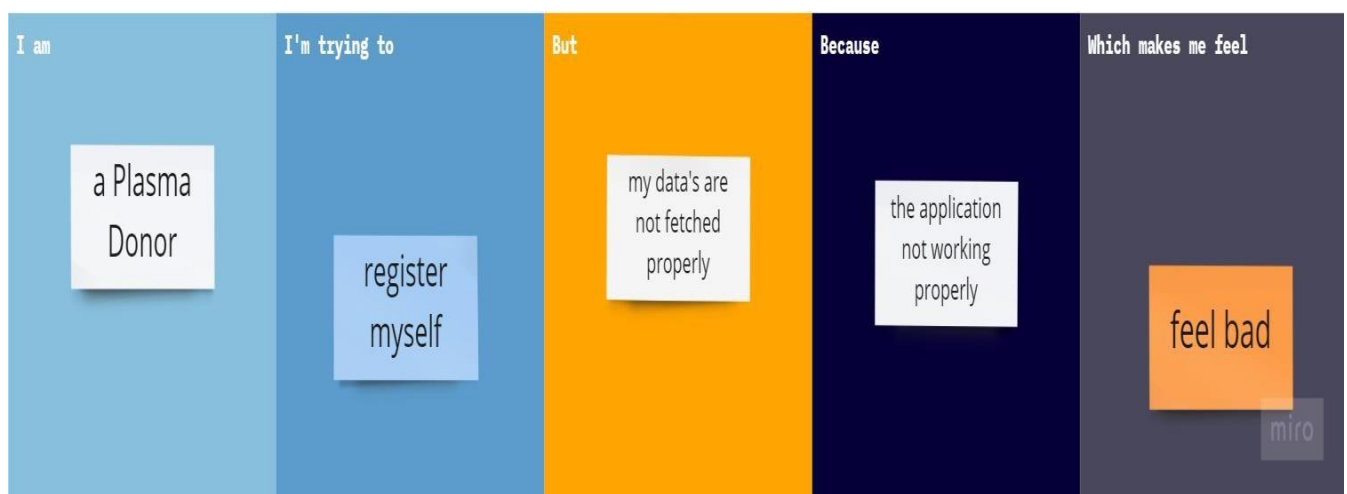 I am
a Plasma
Donor
I'm trying to
register
myself
But
my data's are
not fetched
properly
Because
the application
not working
properly
Which makes me feel
feel bad
miro